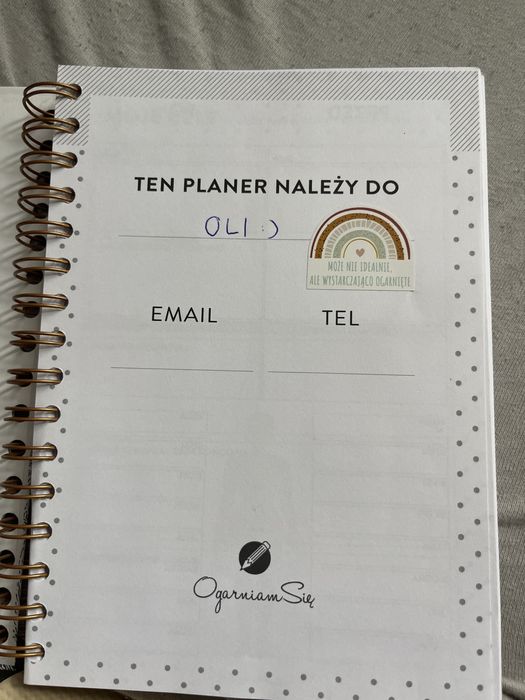 TEN PLANER NALEŻY DO
OLI :)
MOŻE NIE IDEALNIE,
ALE WYSTARCZAJĄCO OGARNIĘTE
EMAIL
TEL
OgarniamSię